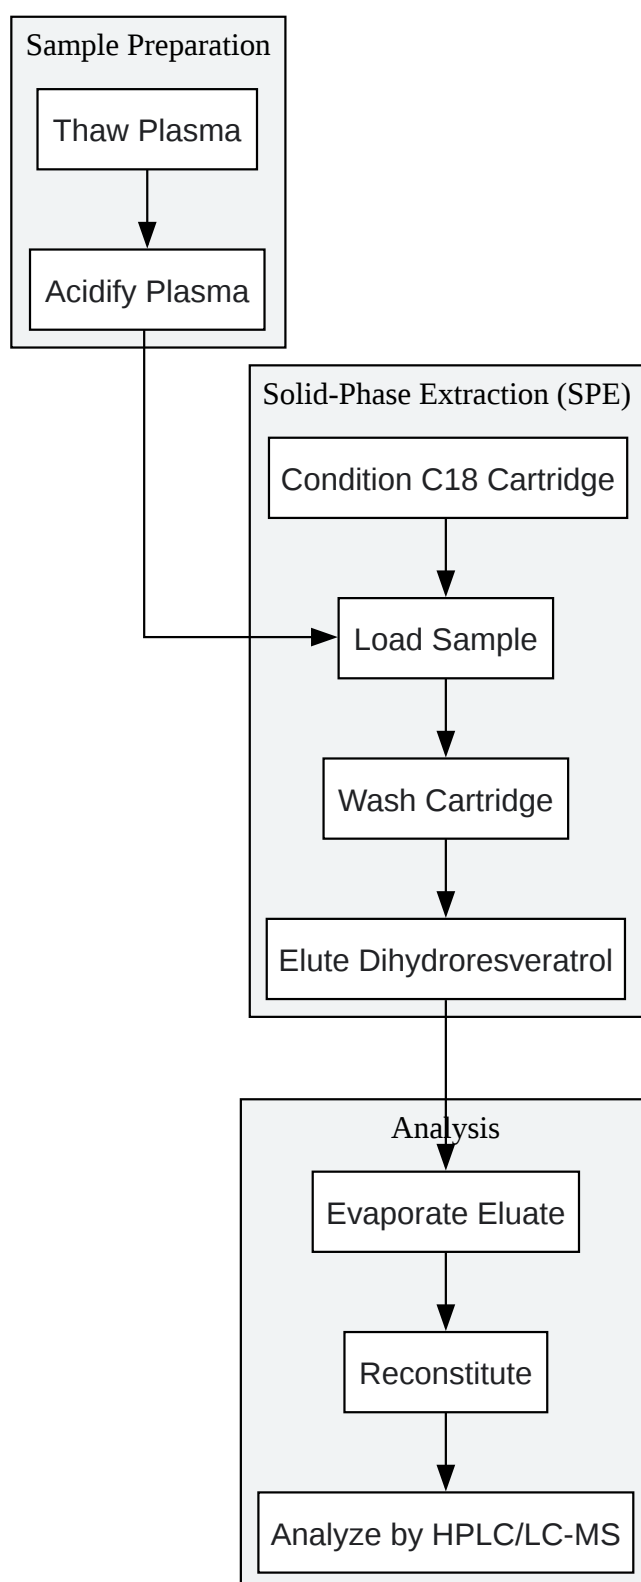 Sample Preparation
Thaw Plasma
Acidify Plasma
Solid-Phase Extraction (SPE)
Condition C18 Cartridge
Load Sample
Wash Cartridge
Elute Dihydroresveratrol
Analysis
Evaporate Eluate
Reconstitute
Analyze by HPLC/LC-MS